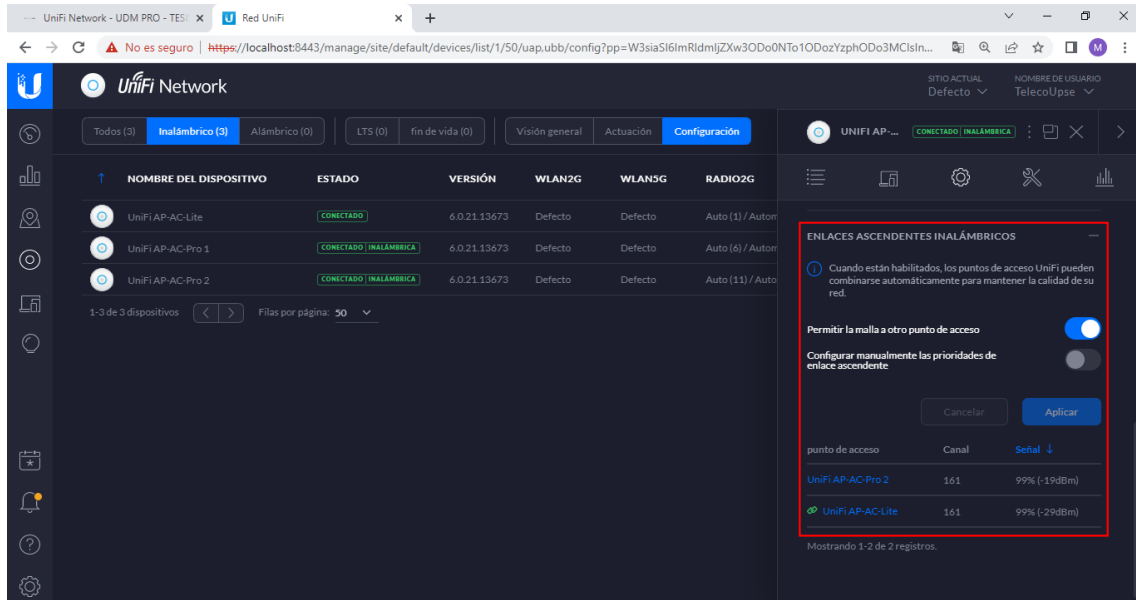 UniFi Network - UDM PRO - TES
Red UniFi
No es seguro | https://localhost:8443/manage/site/default/devices/list/1/50/uap.ubb/config?pp=W3siaSI6ImRldmljZXw3ODo0NTo1ODozYzphODo3MCIsIn...
M
UniFi Network
SITIO ACTUAL
Defecto
NOMBRE DE USUARIO
TelecoUpse
Todos (3) Inalámbrico (3) Alámbrico (0) LTS (0) fin de vida (0) Visión general Actuación Configuración
UNIFI AP-... CONECTADO INALÁMBRICA
NOMBRE DEL DISPOSITIVO ESTADO VERSIÓN WLAN2G WLAN5G RADIO2G
UniFi AP-AC-Lite CONECTADO 6.0.21.13673 Defecto Defecto Auto (1) / Autom
UniFi AP-AC-Pro 1 CONECTADO INALÁMBRICA 6.0.21.13673 Defecto Defecto Auto (6) / Autom
UniFi AP-AC-Pro 2 CONECTADO INALÁMBRICA 6.0.21.13673 Defecto Defecto Auto (11) / Auto
1-3 de 3 dispositivos Filas por página: 50
ENLACES ASCENDENTES INALÁMBRICOS
Cuando están habilitados, los puntos de acceso UniFi pueden
combinarse automáticamente para mantener la calidad de su
red.
Permitir la malla a otro punto de acceso
Configurar manualmente las prioridades de
enlace ascendente
Cancelar Aplicar
punto de acceso Canal Señal ↓
UniFi AP-AC-Pro 2 161 99% (-19dBm)
UniFi AP-AC-Lite 161 99% (-29dBm)
Mostrando 1-2 de 2 registros.